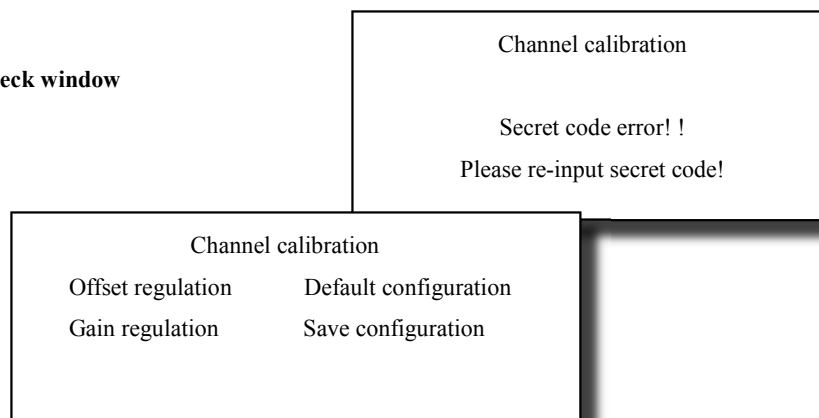 Channel calibration
window
Secret code error! !
Please re-input secret code!
Channel calibration
Offset regulation Default configuration
Gain regulation Save configuration